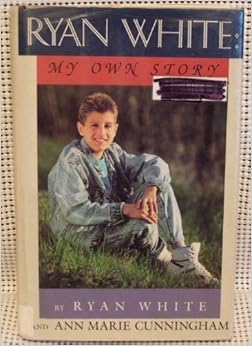 RYAN WHITE:
MY OWN STORY
BY RYAN WHITE
AND ANN MARIE CUNNINGHAM